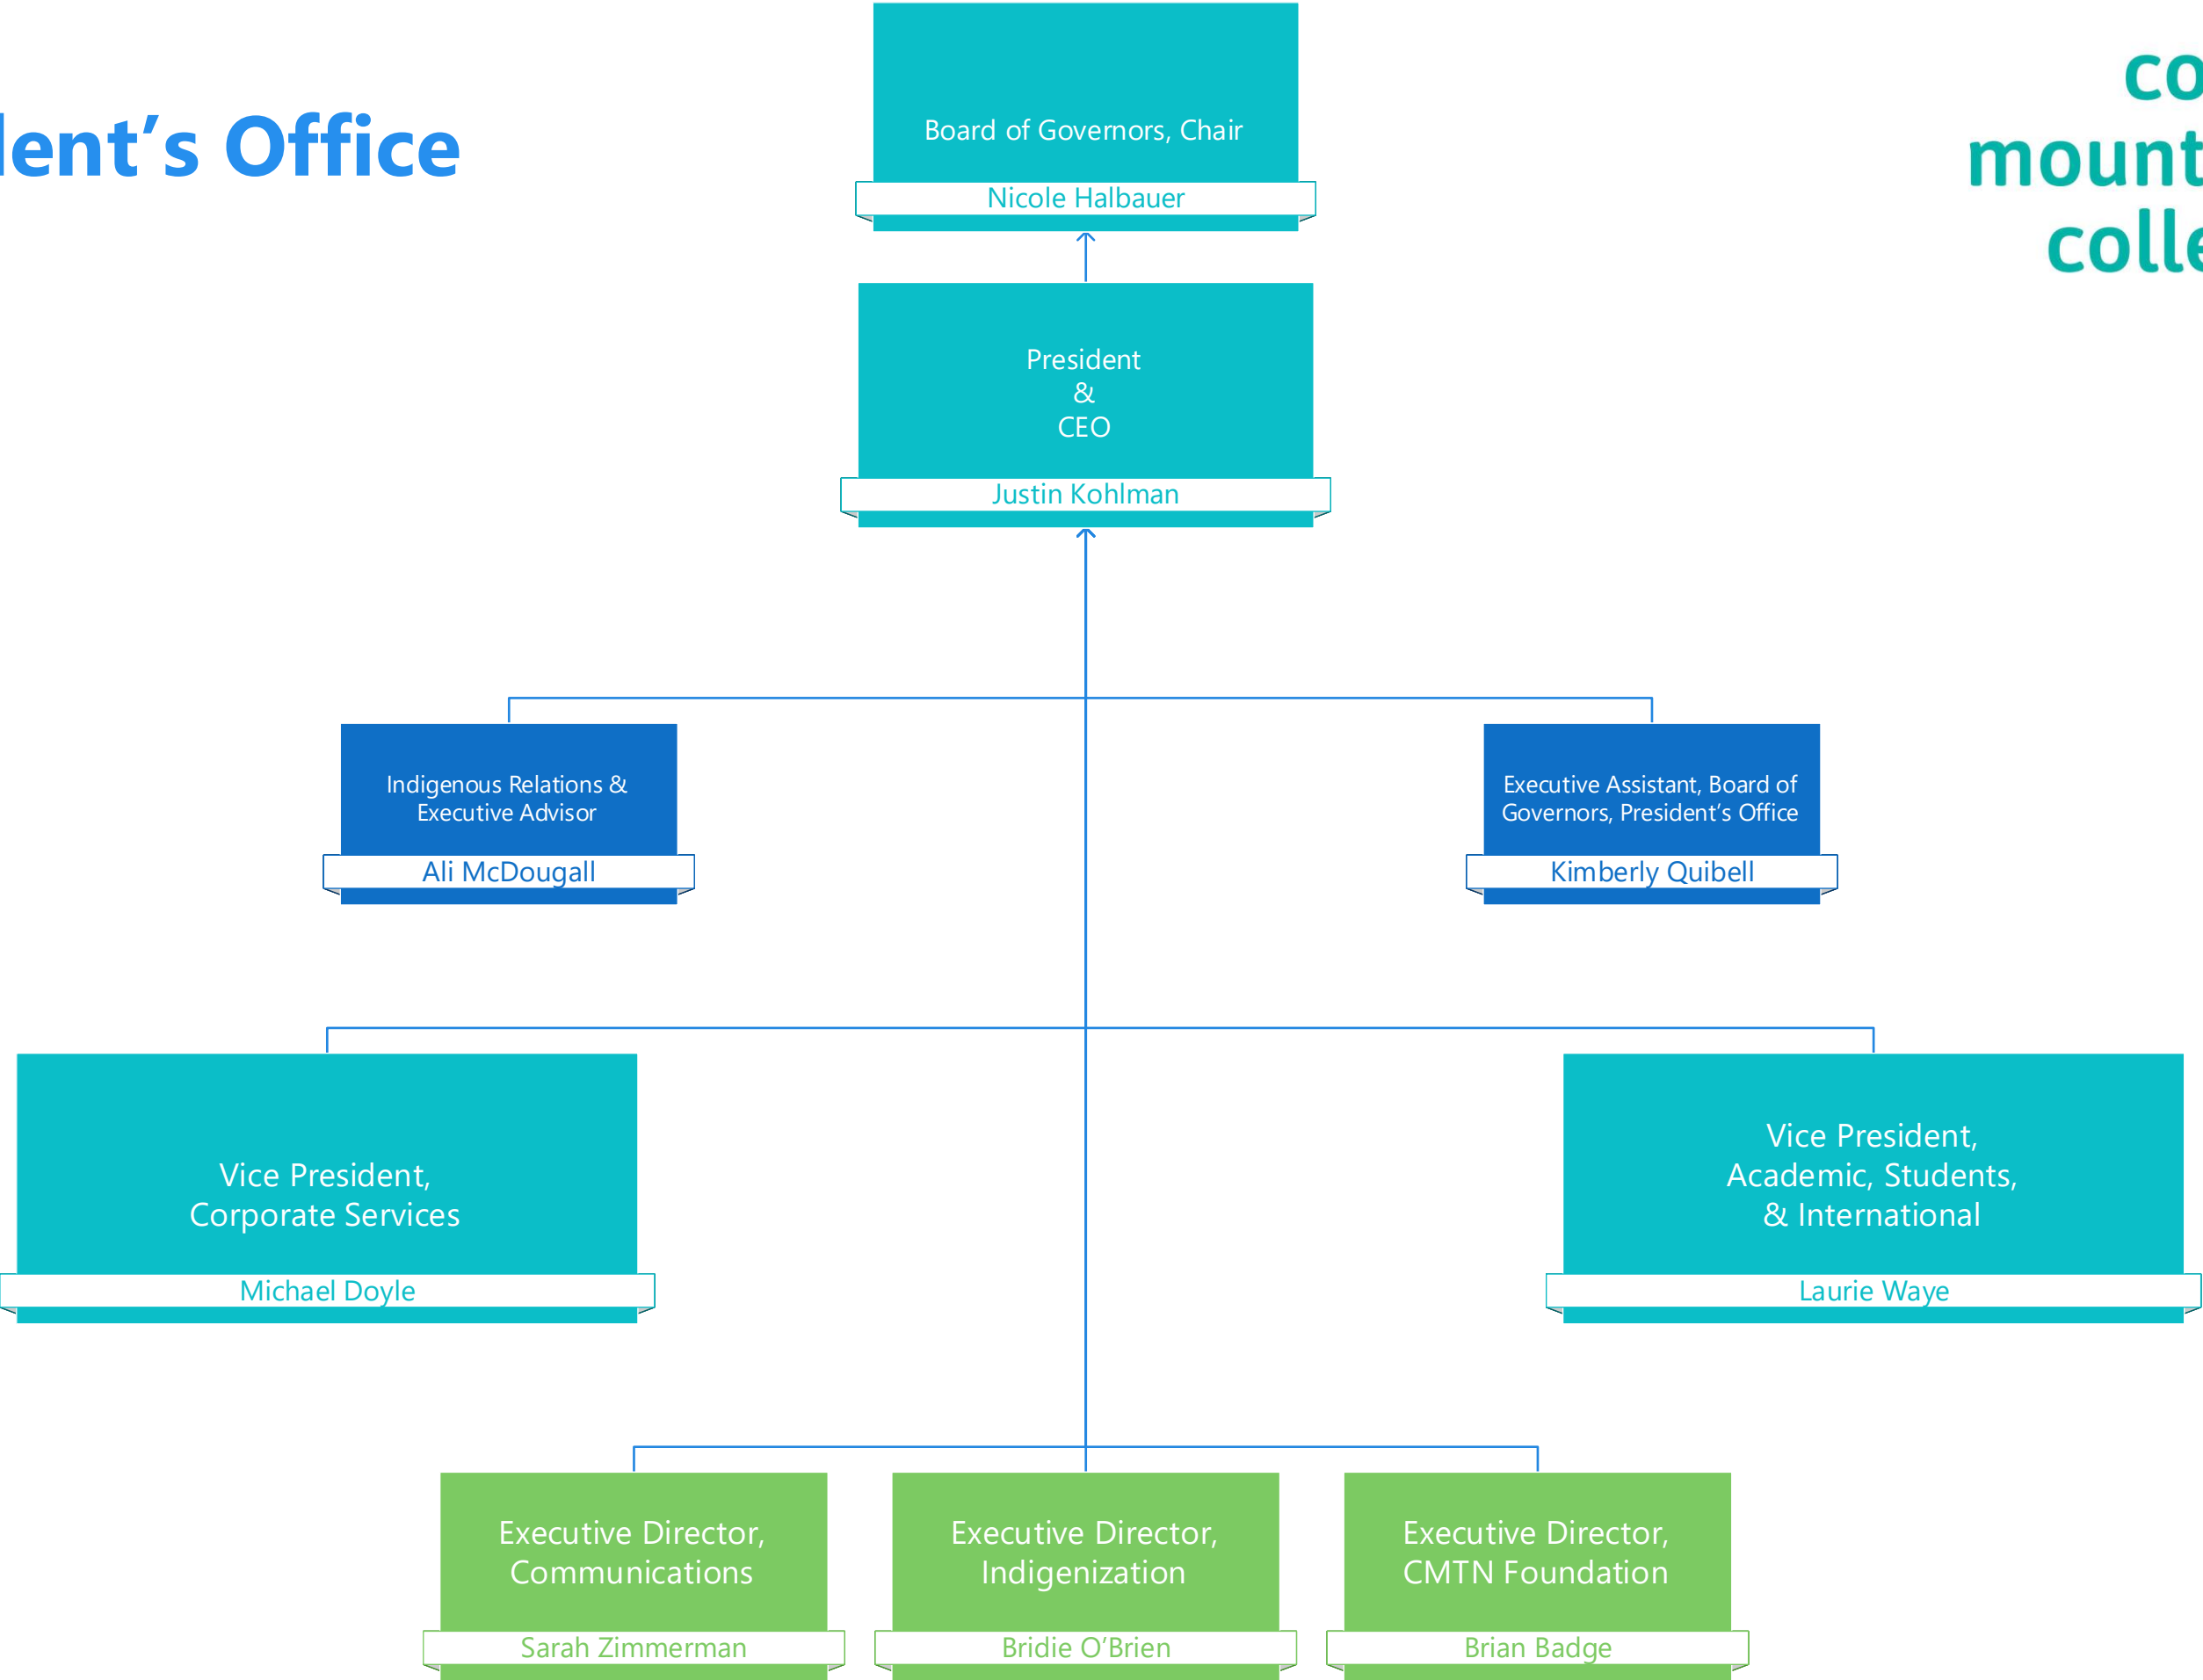 dent’s Office
co
mount
colle
Board of Governors, Chair
Nicole Halbauer
President
&
CEO
Justin Kohlman
Indigenous Relations &
Executive Advisor
Ali McDougall
Executive Assistant, Board of
Governors, President’s Office
Kimberly Quibell
Vice President,
Corporate Services
Michael Doyle
Vice President,
Academic, Students,
& International
Laurie Waye
Executive Director,
Communications
Sarah Zimmerman
Executive Director,
Indigenization
Bridie O’Brien
Executive Director,
CMTN Foundation
Brian Badge